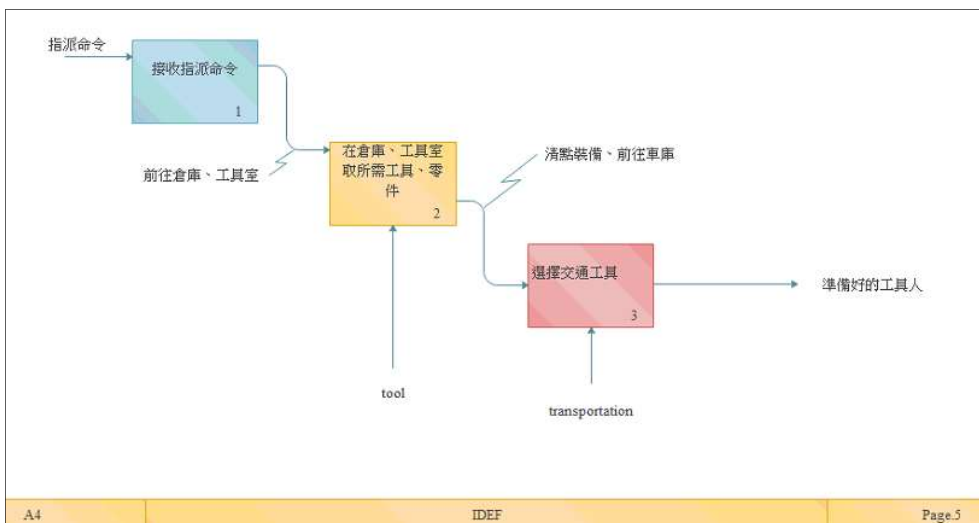 指派命令
接收指派命令
1
前往倉庫、工具室
在倉庫、工具室
取所需工具、零
件
2
清點裝備、前往車庫
選擇交通工具
3
準備好的工具人
tool
transportation
A4
IDEF
Page.5